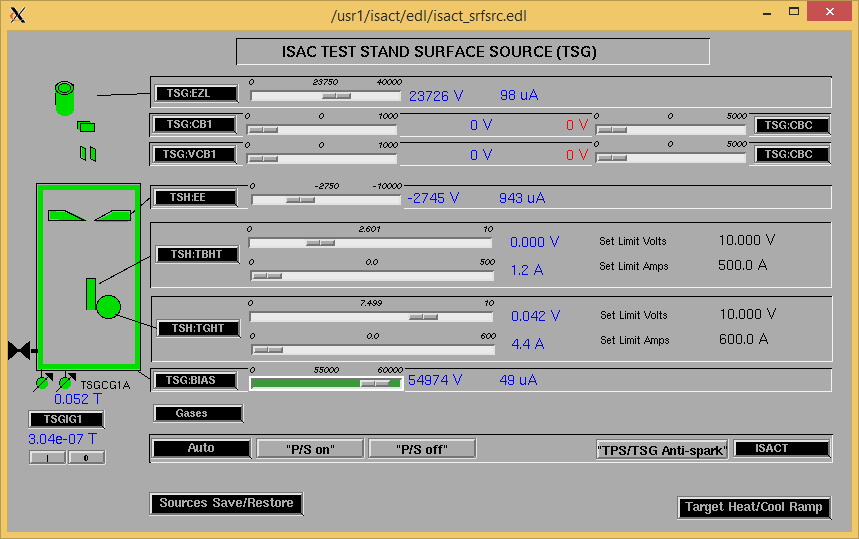 /usr1/isact/edl/isact_srfsrc.edl
ISAC TEST STAND SURFACE SOURCE (TSG)
0 23750 40000
TSG:EZL 23726 V 98 uA
0 0 1000 0 0 5000
TSG:CB1 0 V 0 V TSG:CBC
0 0 1000 0 0 5000
TSG:VCB1 0 V 0 V TSG:CBC
0 -2750 -10000
TSH:EE -2745 V 943 uA
0 2.601 10
0.000 V Set Limit Volts 10.000 V
TSH:TBHT
0 0.0 500
1.2 A Set Limit Amps 500.0 A
0 7.499 10
0.042 V Set Limit Volts 10.000 V
TSH:TGHT
0 0.0 600
4.4 A Set Limit Amps 600.0 A
0 55000 60000
TSG:BIAS 54974 V 49 uA
TSGCG1A
0.052 T
Gases
TSGIG1
3.04e-07 T
I 0
Auto "P/S on" "P/S off" "TPS/TSG Anti-spark" ISACT
Sources Save/Restore
Target Heat/Cool Ramp